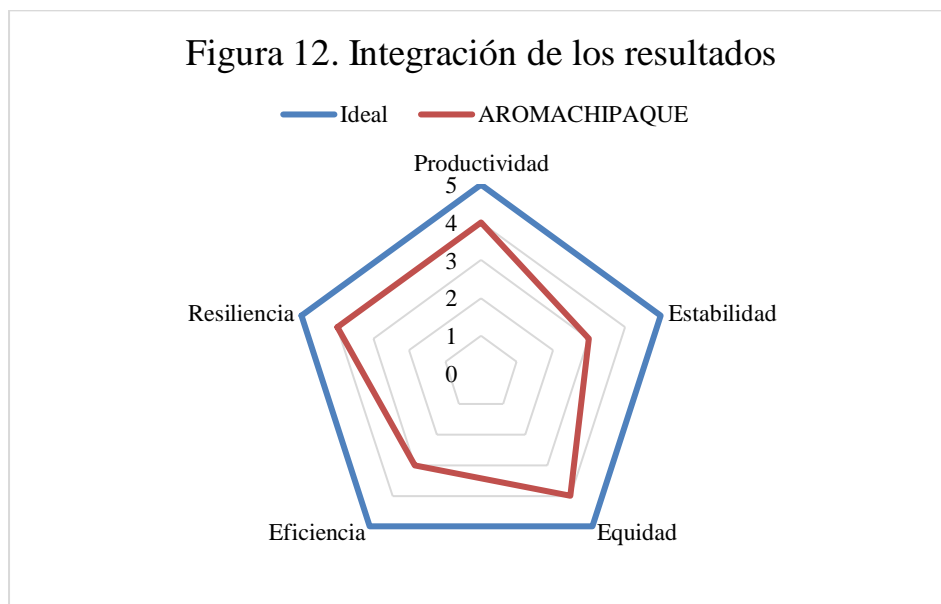 Figura 12. Integración de los resultados
Ideal AROMACHIPAQUE
Productividad
5
4
3
2
1
0
Resiliencia
Estabilidad
Eficiencia
Equidad